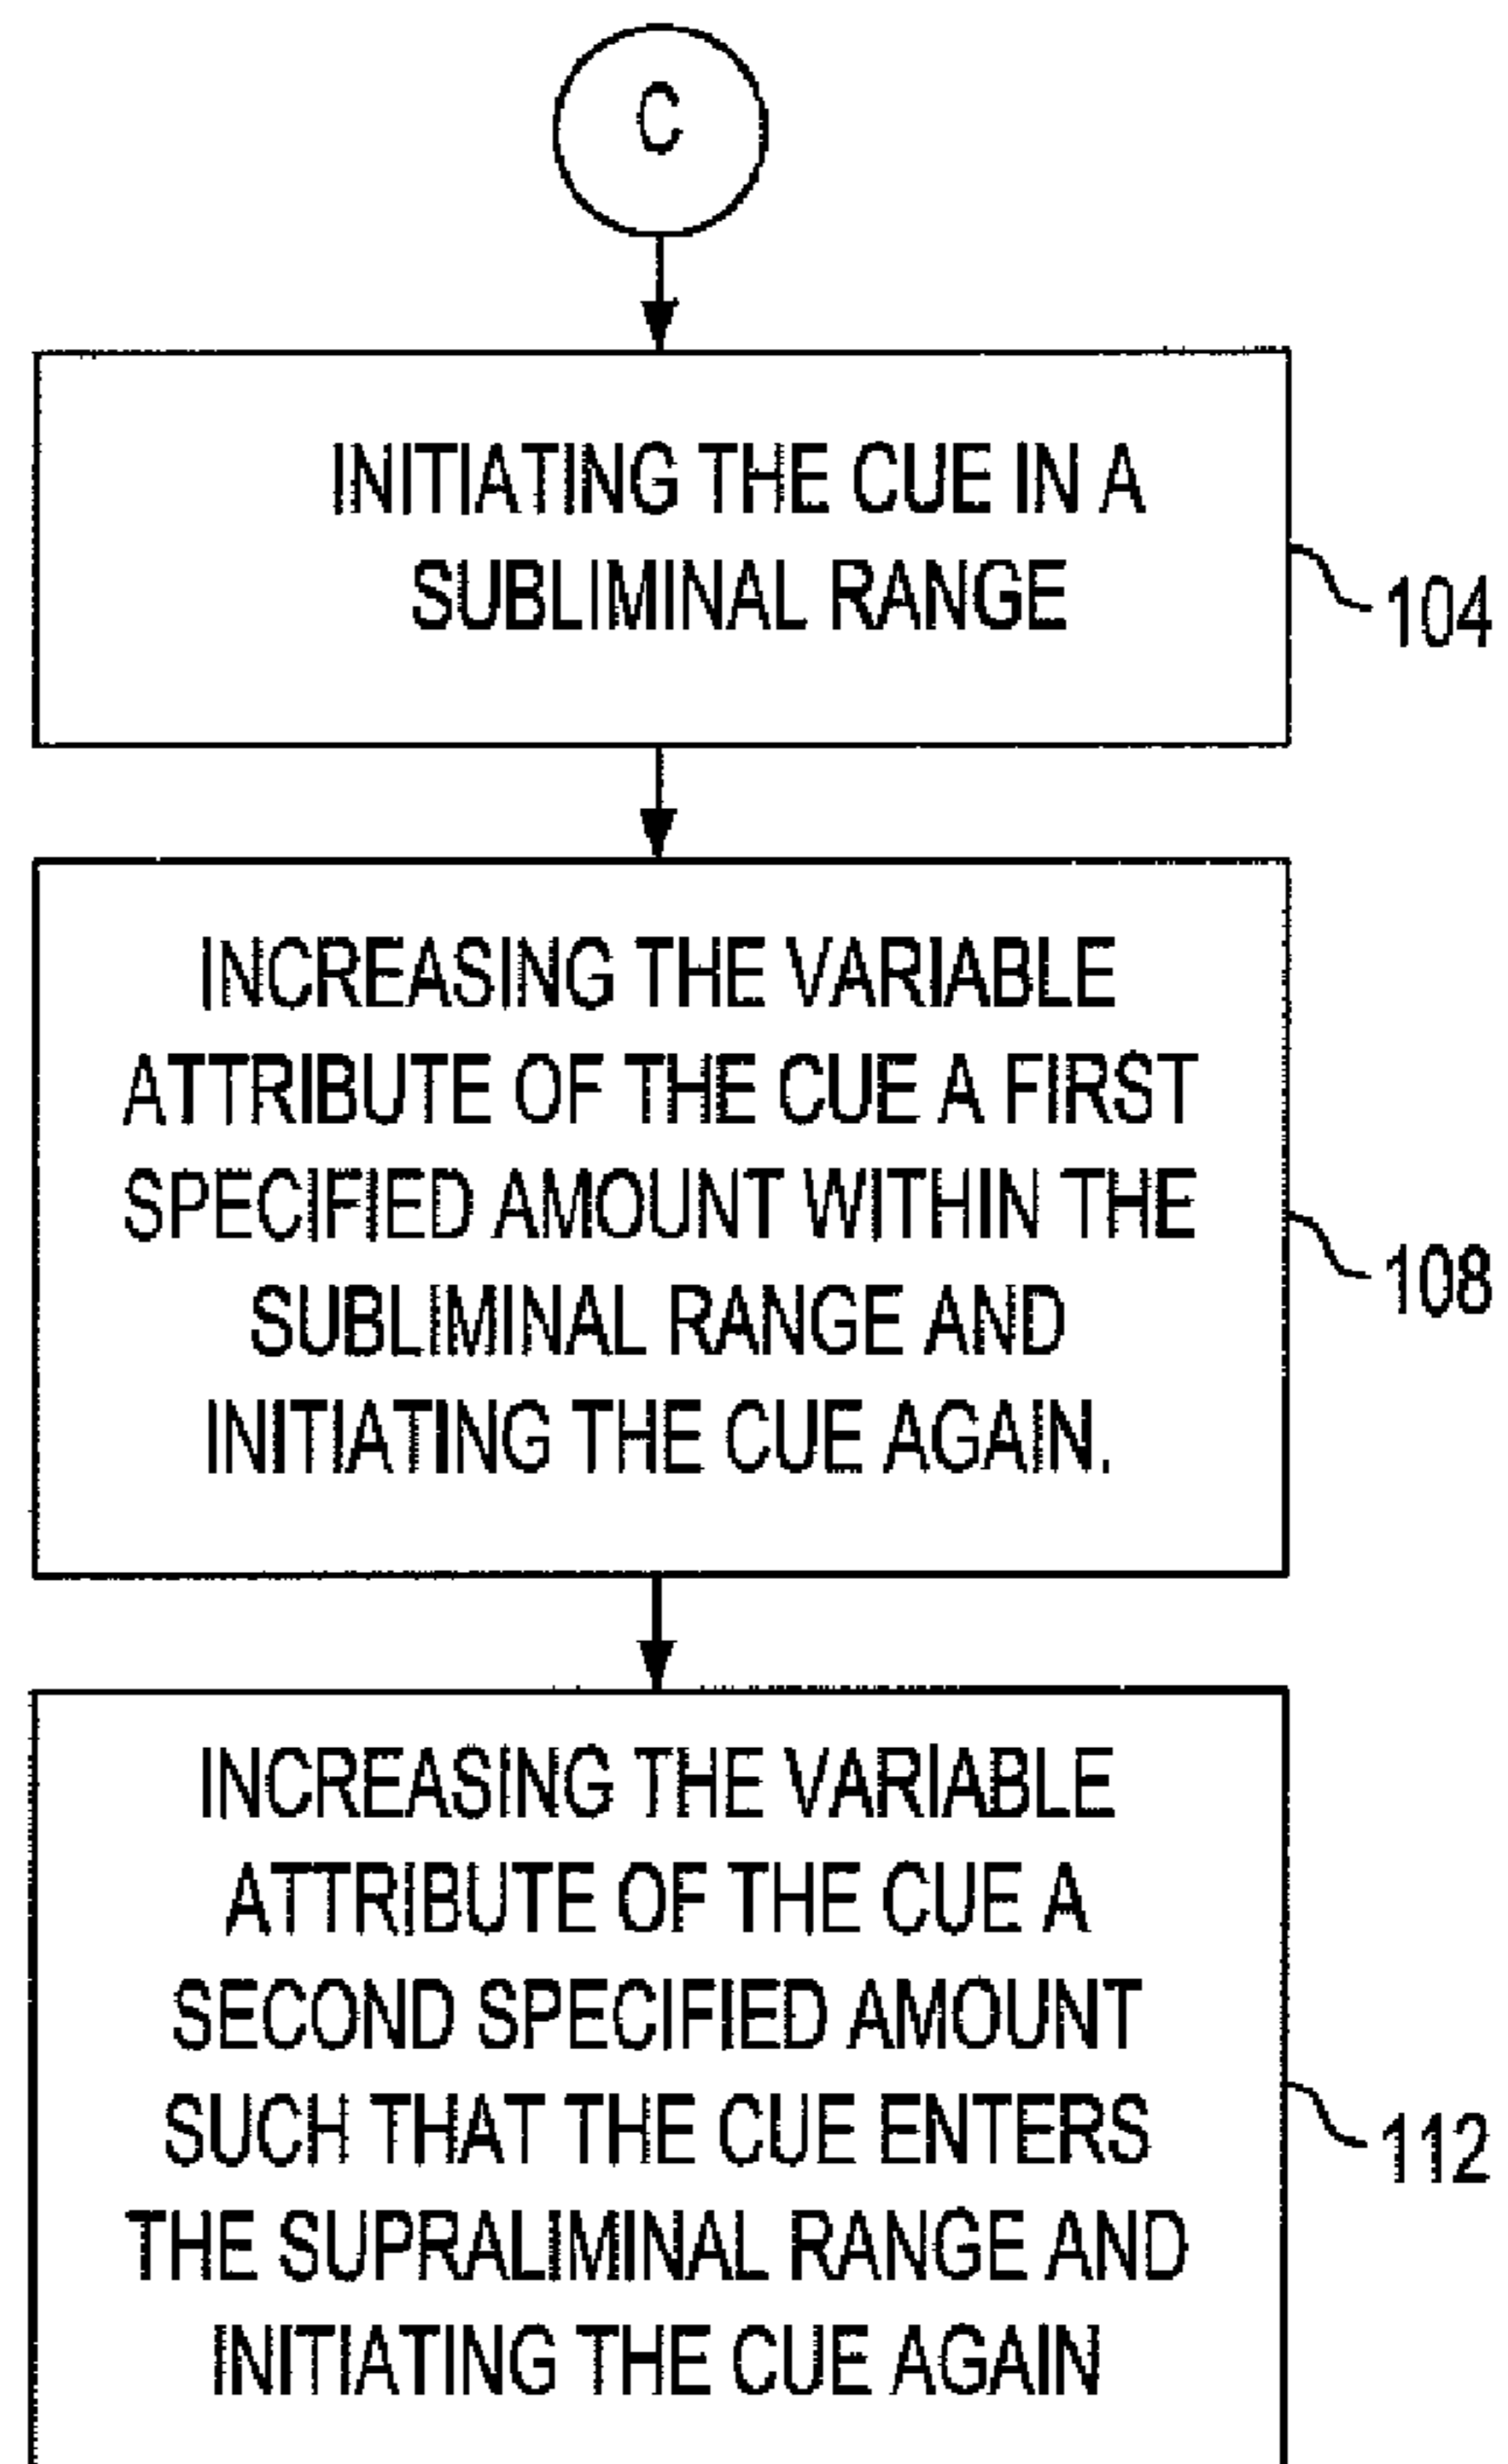 C
INITIATING THE CUE IN A
SUBLIMINAL RANGE
104
INCREASING THE VARIABLE
ATTRIBUTE OF THE CUE A FIRST
SPECIFIED AMOUNT WITHIN THE
SUBLIMINAL RANGE AND
INITIATING THE CUE AGAIN.
108
INCREASING THE VARIABLE
ATTRIBUTE OF THE CUE A
SECOND SPECIFIED AMOUNT
SUCH THAT THE CUE ENTERS
THE SUPRALIMINAL RANGE AND
INITIATING THE CUE AGAIN
112